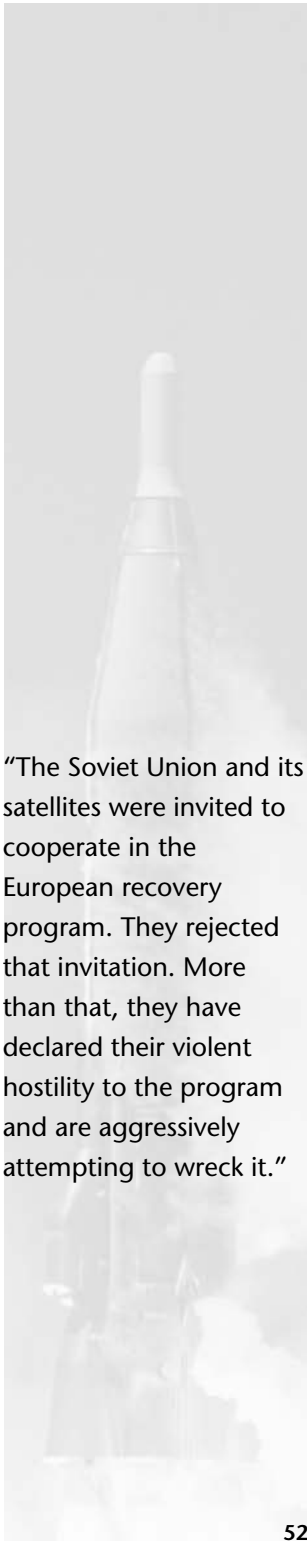 “The Soviet Union and its
satellites were invited to
cooperate in the
European recovery
program. They rejected
that invitation. More
than that, they have
declared their violent
hostility to the program
and are aggressively
attempting to wreck it.”
52